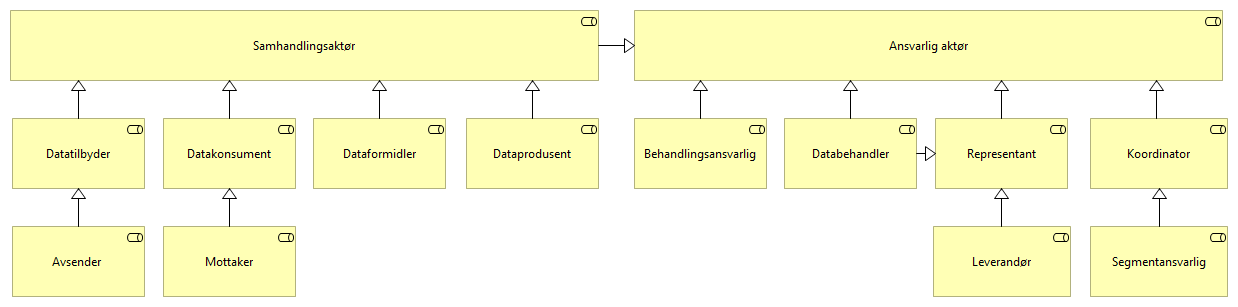 Samhandlingsaktør
Ansvarlig aktør
Datatilbyder
Datakonsument
Dataformidler
Dataprodusent
Behandlingsansvarlig
Databehandler
Representant
Koordinator
Avsender
Mottaker
Leverandør
Segmentansvarlig